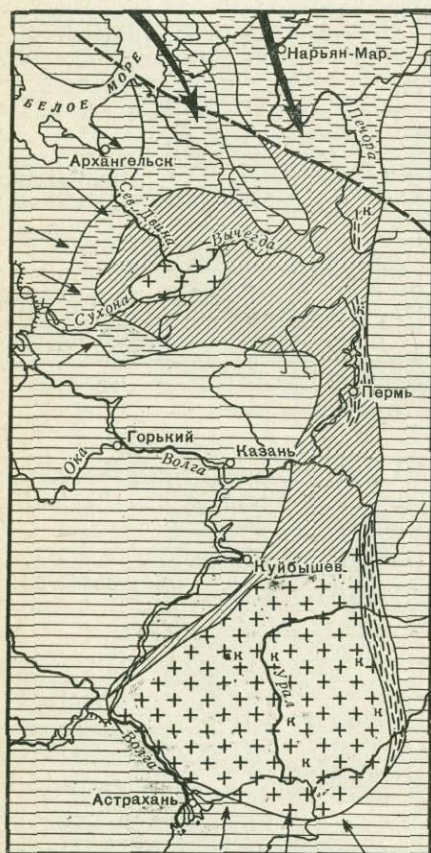 Нарьян-Мар
БЕЛОЕ МОРЕ
Печора
Архангельск
Сев. Двина
Вычегда
к
Сухона
к
Пермь
Горький
Казань
Ока
Волга
Куйбышев
к
к
Урал
к
к
к
Волга
Астрахань